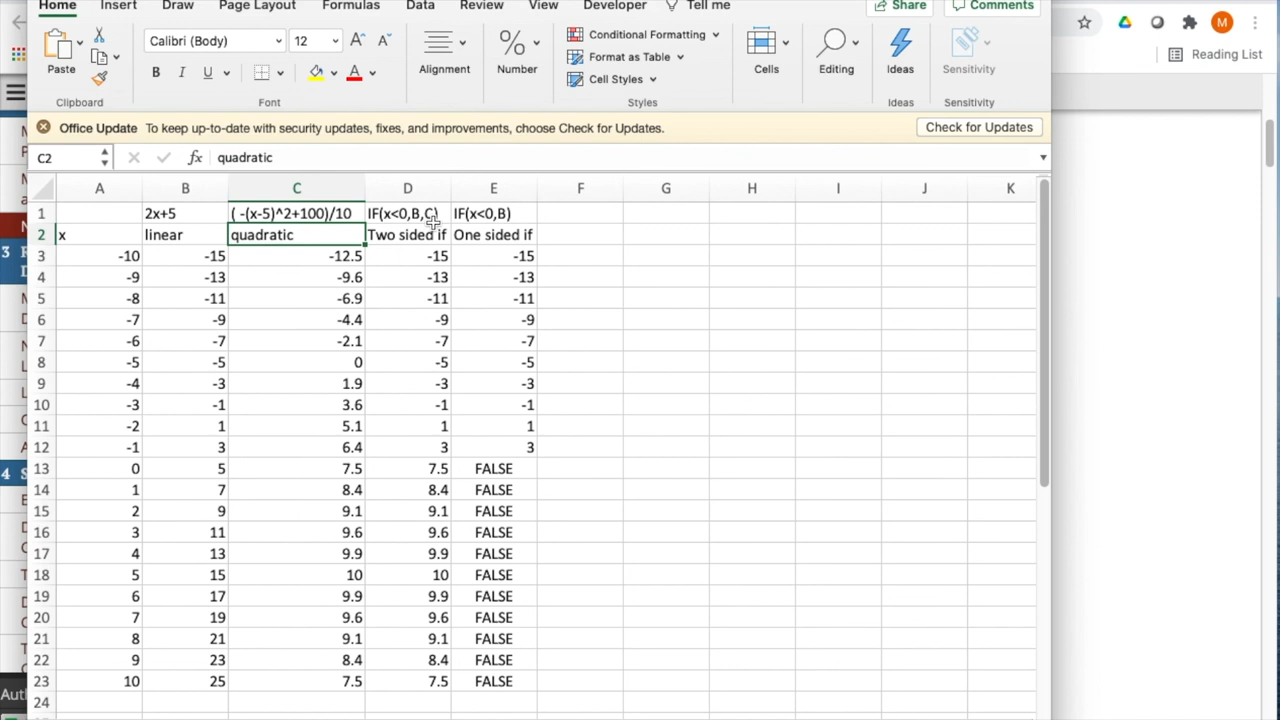 Home Insert Draw Page Layout Formulas Data Review View Developer Tell me Share Comments
Calibri (Body) 12
Conditional Formatting
Format as Table
Cell Styles
Paste Alignment Number Cells Editing Ideas Sensitivity
Clipboard Font Styles Ideas Sensitivity
Reading List
M
Office Update To keep up-to-date with security updates, fixes, and improvements, choose Check for Updates. Check for Updates
C2 fx quadratic
A B C D E F G H I J K
1 2x+5 ( -(x-5)^2+100)/10 IF(x<0,B,C) IF(x<0,B)
2 x linear quadratic Two sided if One sided if
3 -10 -15 -12.5 -15 -15
4 -9 -13 -9.6 -13 -13
5 -8 -11 -6.9 -11 -11
6 -7 -9 -4.4 -9 -9
7 -6 -7 -2.1 -7 -7
8 -5 -5 0 -5 -5
9 -4 -3 1.9 -3 -3
10 -3 -1 3.6 -1 -1
11 -2 1 5.1 1 1
12 -1 3 6.4 3 3
13 0 5 7.5 7.5 FALSE
14 1 7 8.4 8.4 FALSE
15 2 9 9.1 9.1 FALSE
16 3 11 9.6 9.6 FALSE
17 4 13 9.9 9.9 FALSE
18 5 15 10 10 FALSE
19 6 17 9.9 9.9 FALSE
20 7 19 9.6 9.6 FALSE
21 8 21 9.1 9.1 FALSE
22 9 23 8.4 8.4 FALSE
23 10 25 7.5 7.5 FALSE
24